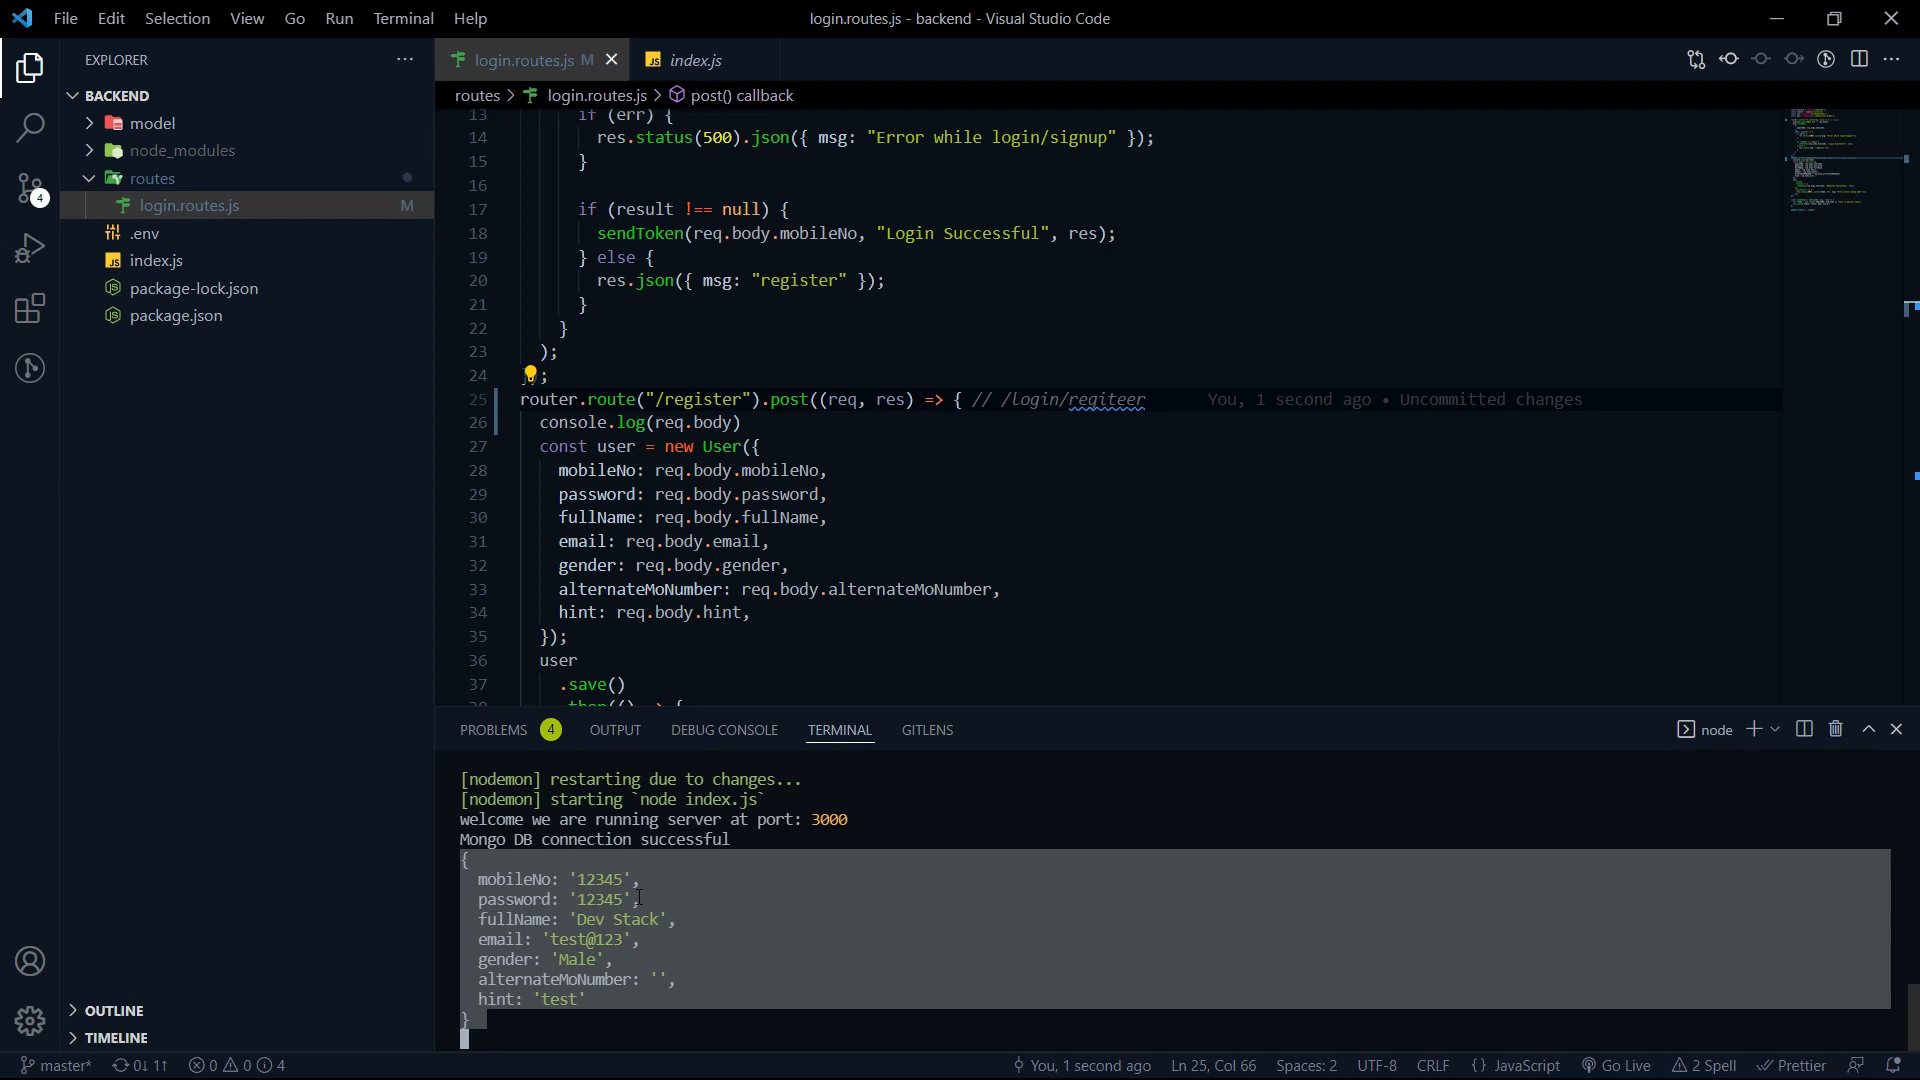 File Edit Selection View Go Run Terminal Help
login.routes.js - backend - Visual Studio Code
EXPLORER
login.routes.js M
index.js
BACKEND
routes > login.routes.js > post() callback
model
node_modules
routes
login.routes.js M
.env
index.js
package-lock.json
package.json
4
13 if (err) {
14 res.status(500).json({ msg: "Error while login/signup" });
15 }
16
17 if (result !== null) {
18 sendToken(req.body.mobileNo, "Login Successful", res);
19 } else {
20 res.json({ msg: "register" });
21 }
22 }
23 );
24 ;
25 router.route("/register").post((req, res) => { // /login/regiteer You, 1 second ago • Uncommitted changes
26 console.log(req.body)
27 const user = new User({
28 mobileNo: req.body.mobileNo,
29 password: req.body.password,
30 fullName: req.body.fullName,
31 email: req.body.email,
32 gender: req.body.gender,
33 alternateMoNumber: req.body.alternateMoNumber,
34 hint: req.body.hint,
35 });
36 user
37 .save()
38 .then(() => {
PROBLEMS 4 OUTPUT DEBUG CONSOLE TERMINAL GITLENS
node
[nodemon] restarting due to changes...
[nodemon] starting `node index.js`
welcome we are running server at port: 3000
Mongo DB connection successful
{
mobileNo: '12345',
password: '12345',
fullName: 'Dev Stack',
email: 'test@123',
gender: 'Male',
alternateMoNumber: '',
hint: 'test'
}
OUTLINE
TIMELINE
master* 0↓ 1↑ 0 0 4
You, 1 second ago Ln 25, Col 66 Spaces: 2 UTF-8 CRLF {} JavaScript Go Live 2 Spell Prettier